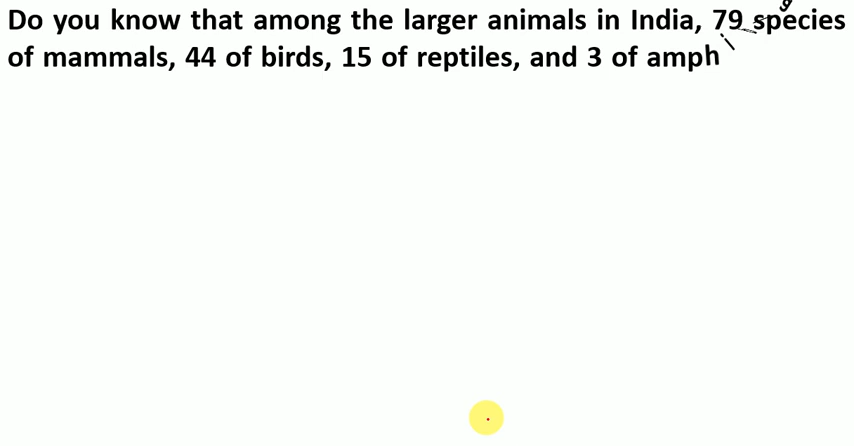 Do you know that among the larger animals in India, 79 species
of mammals, 44 of birds, 15 of reptiles, and 3 of amph